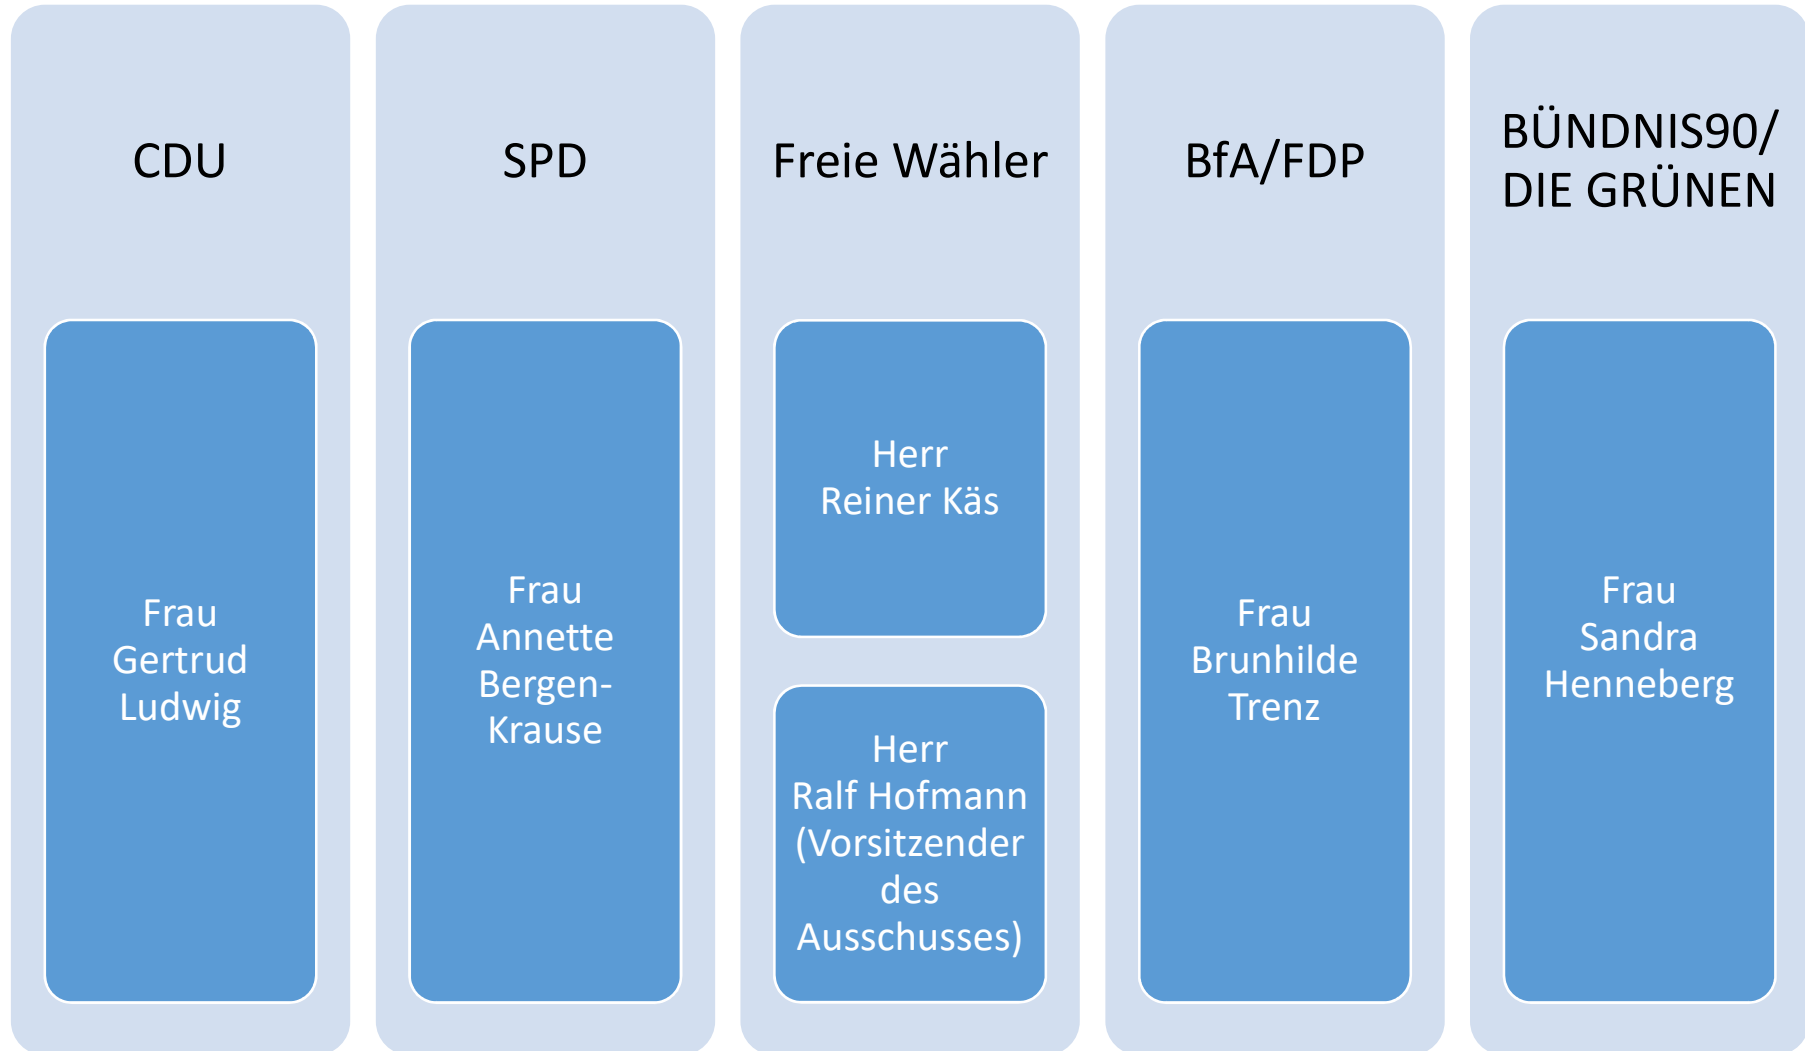 CDU
Frau
Gertrud
Ludwig
SPD
Frau
Annette
Bergen-
Krause
Freie Wähler
Herr
Reiner Käs
Herr
Ralf Hofmann
(Vorsitzender
des
Ausschusses)
BfA/FDP
Frau
Brunhilde
Trenz
BÜNDNIS90/
DIE GRÜNEN
Frau
Sandra
Henneberg